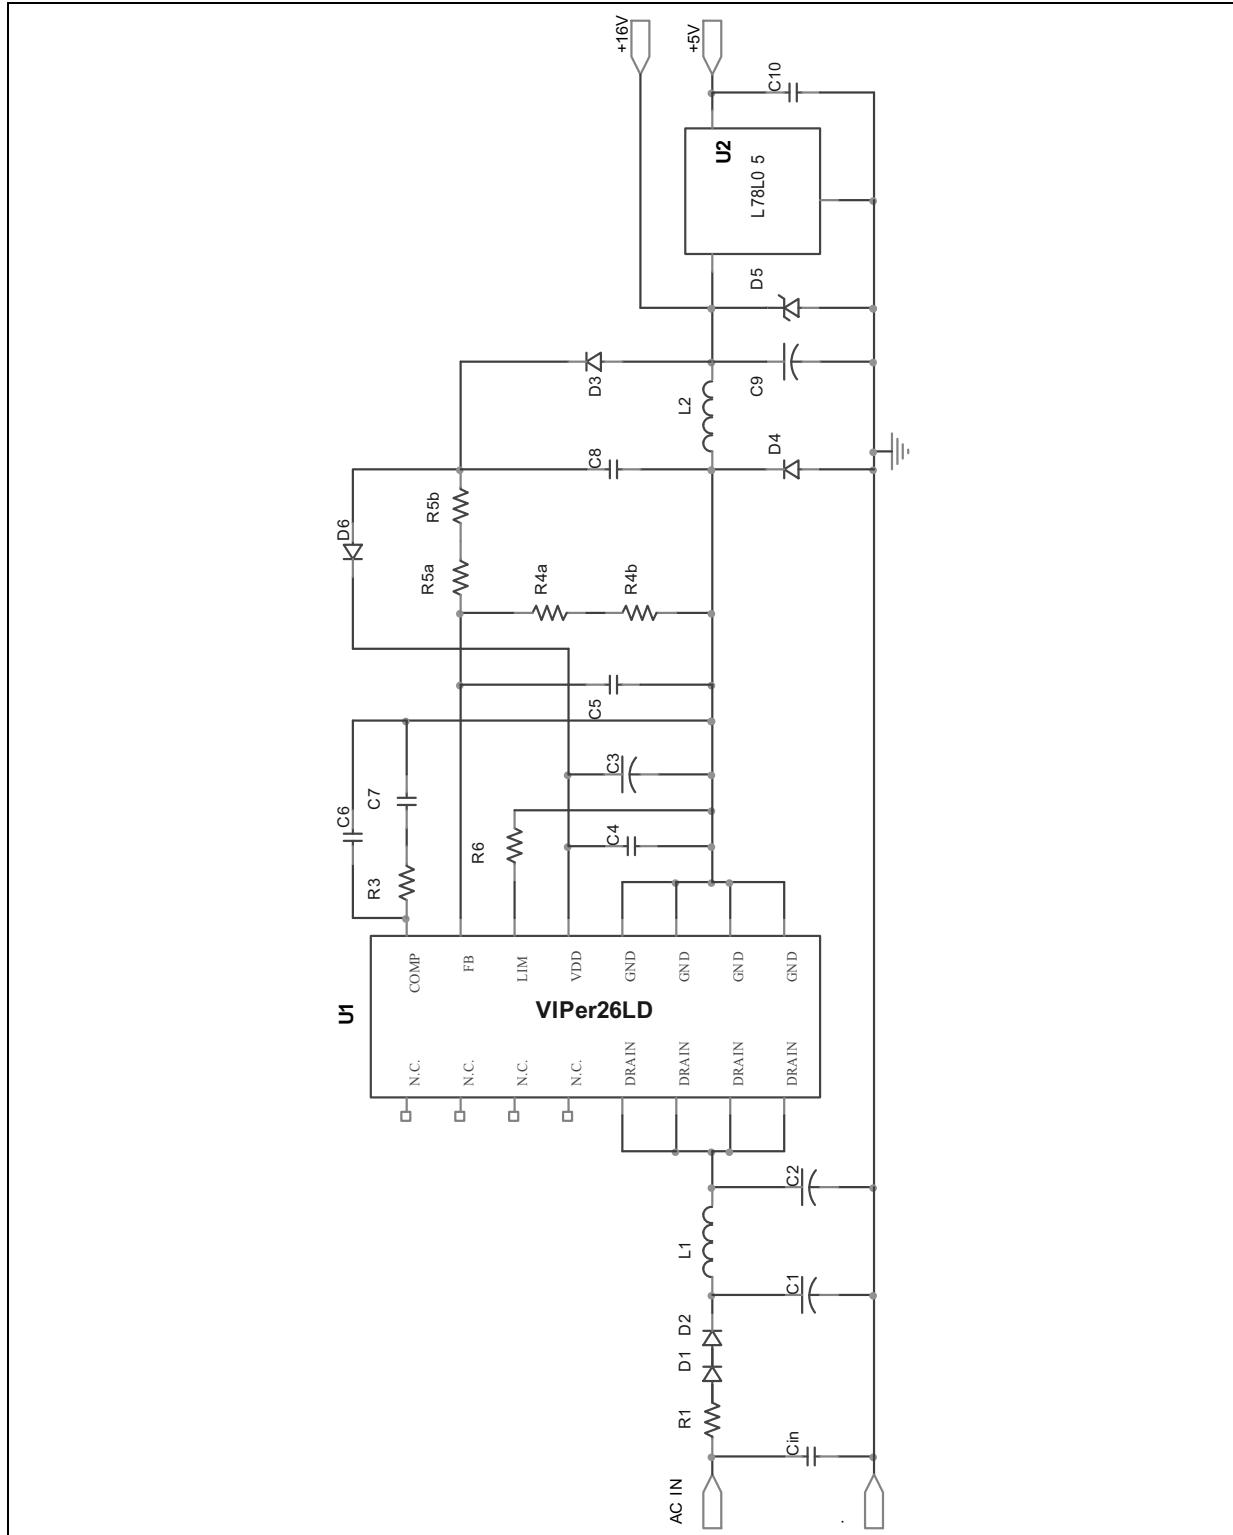 +16V
+5V
C10
U2
L78L0 5
D5
D3
C9
L2
D4
C8
D6
R5b
R5a
R4a
R4b
C5
C6
C7
C3
R3
R6
C4
U1
COMP
FB
LIM
VDD
GND
GND
GND
GND
VIPer26LD
N.C.
N.C.
N.C.
N.C.
DRAIN
DRAIN
DRAIN
DRAIN
L1
C2
C1
D2
D1
R1
Cin
AC IN
.